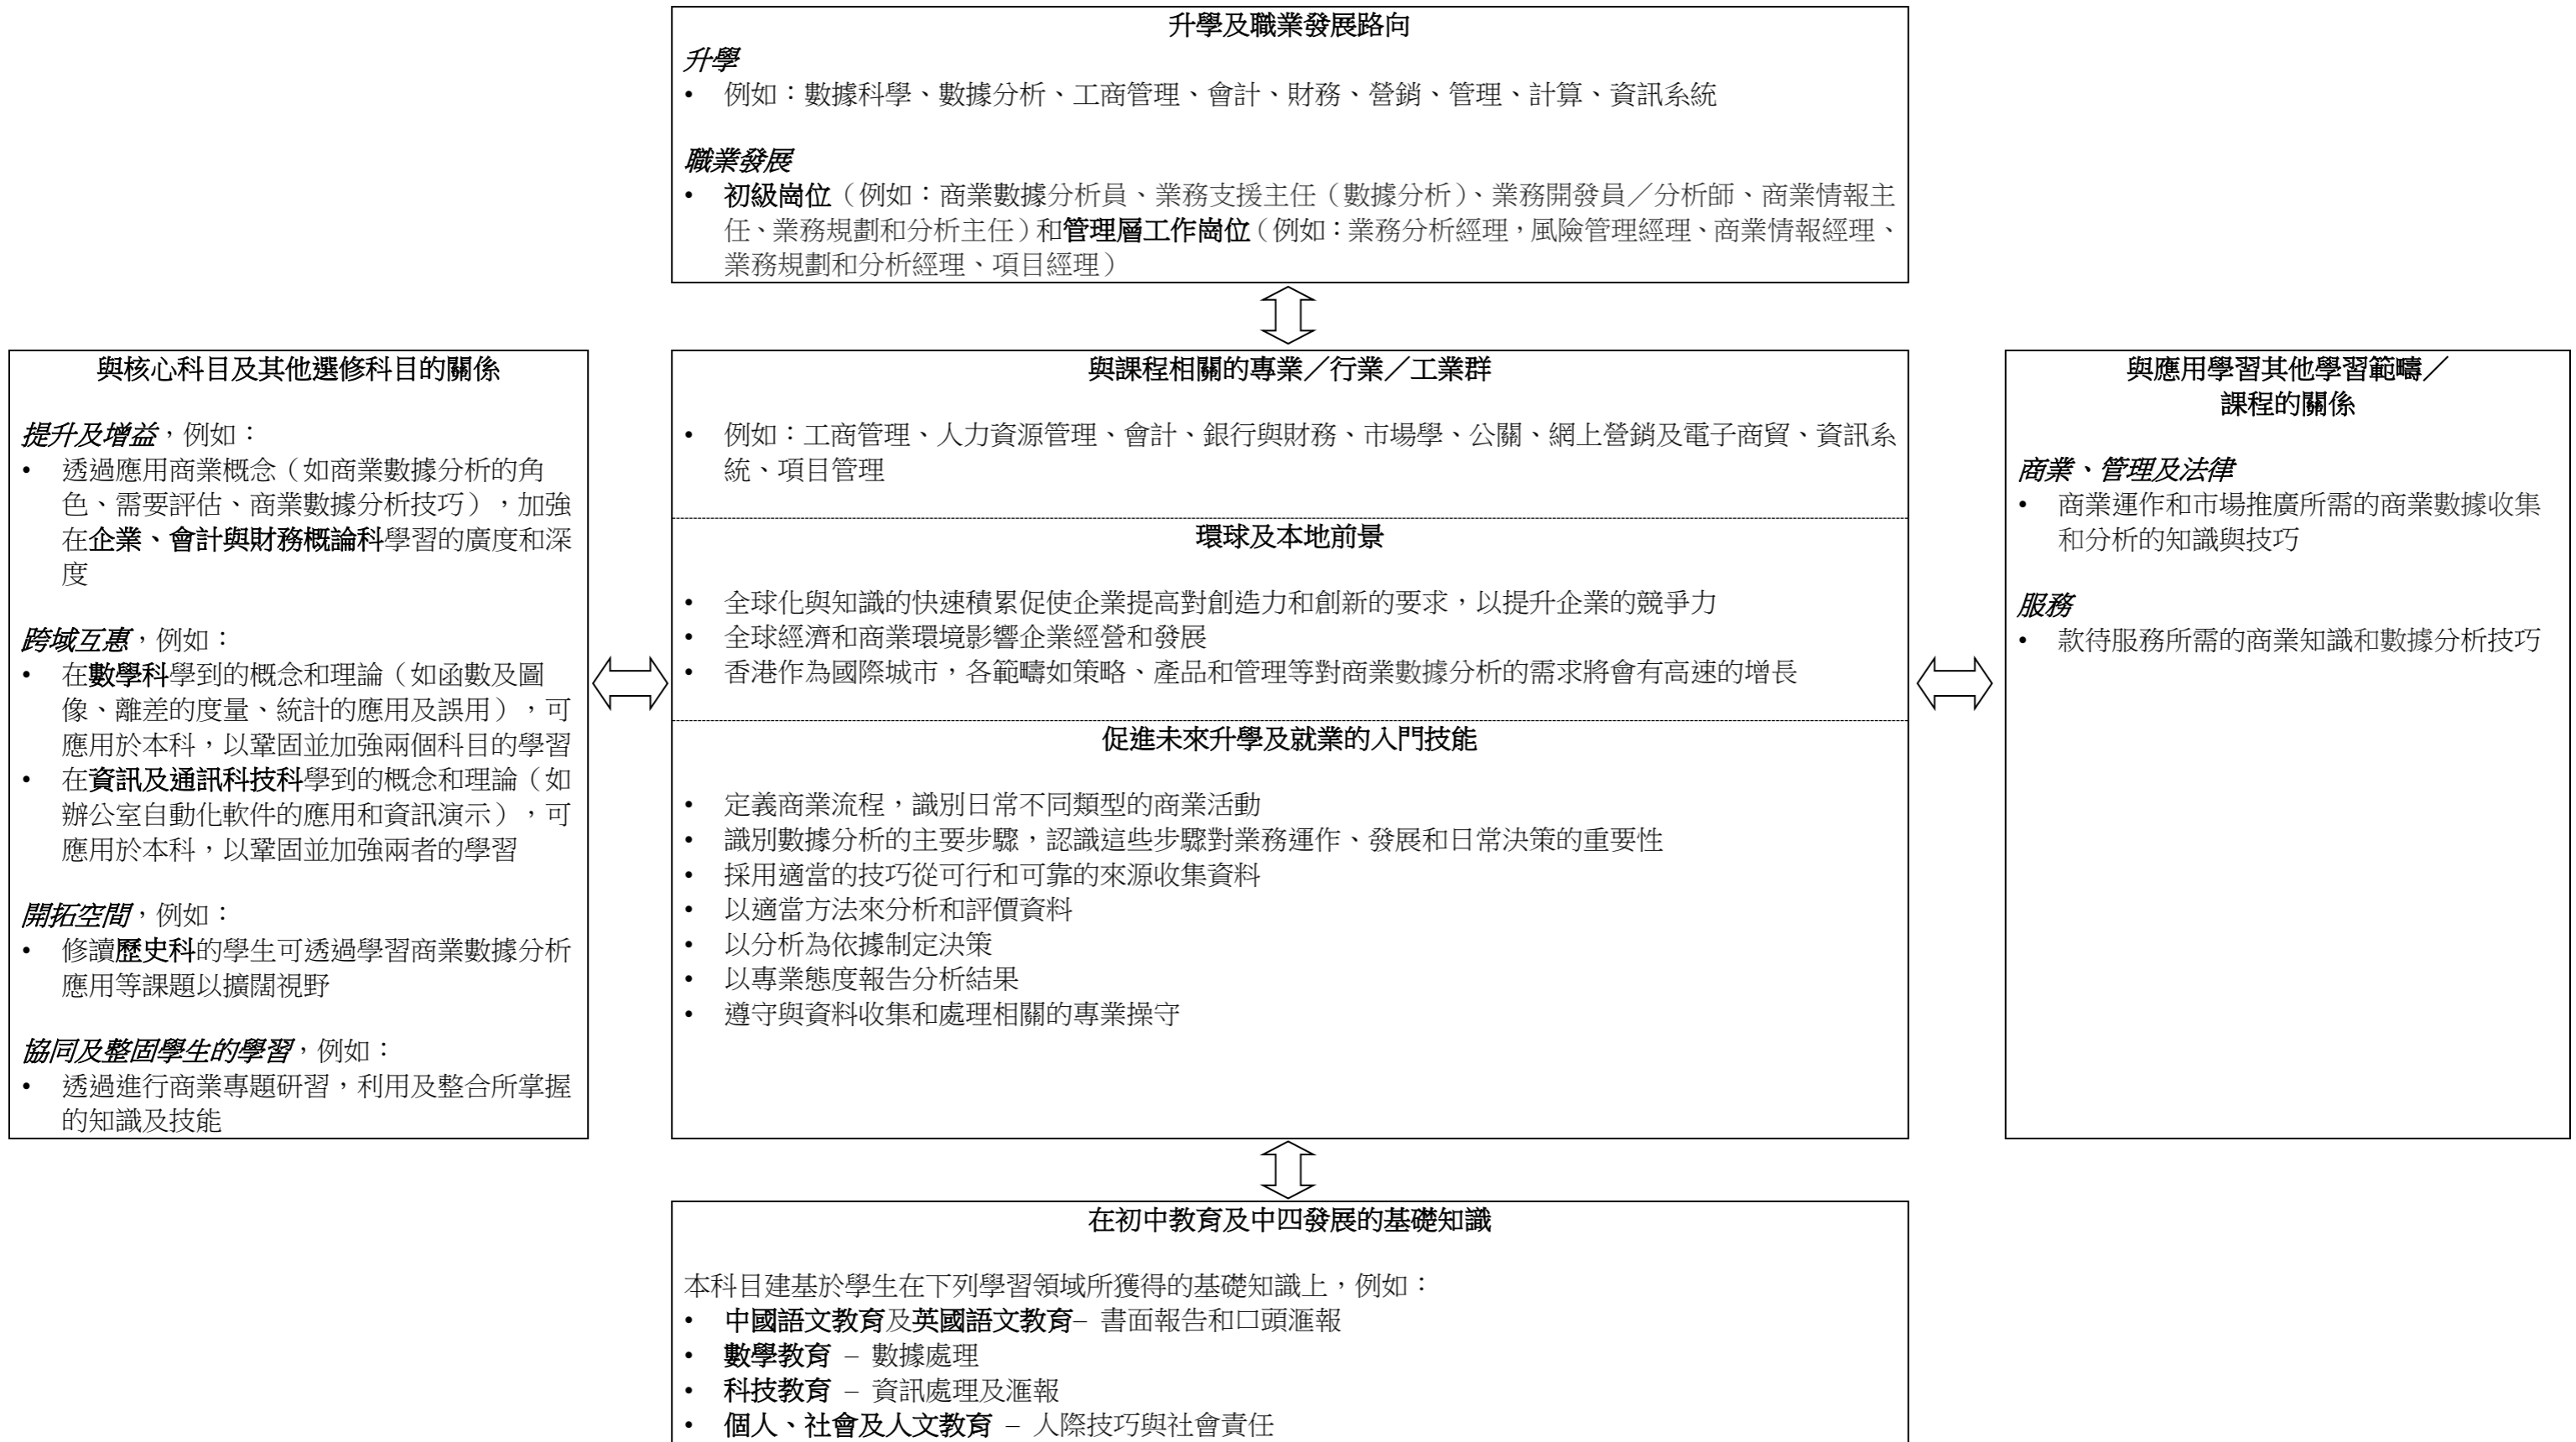 升學及職業發展路向
升學
• 例如：數據科學、數據分析、工商管理、會計、財務、營銷、管理、計算、資訊系統
職業發展
• 初級崗位（例如：商業數據分析員、業務支援主任（數據分析）、業務開發員／分析師、商業情報主
任、業務規劃和分析主任）和管理層工作崗位（例如：業務分析經理，風險管理經理、商業情報經理、
業務規劃和分析經理、項目經理）
與核心科目及其他選修科目的關係
提升及增益，例如：
• 透過應用商業概念（如商業數據分析的角
色、需要評估、商業數據分析技巧），加強
在企業、會計與財務概論科學習的廣度和深
度
跨域互惠，例如：
• 在數學科學到的概念和理論（如函數及圖
像、離差的度量、統計的應用及誤用），可
應用於本科，以鞏固並加強兩個科目的學習
• 在資訊及通訊科技科學到的概念和理論（如
辦公室自動化軟件的應用和資訊演示），可
應用於本科，以鞏固並加強兩者的學習
開拓空間，例如：
• 修讀歷史科的學生可透過學習商業數據分析
應用等課題以擴闊視野
協同及整固學生的學習，例如：
• 透過進行商業專題研習，利用及整合所掌握
的知識及技能
與課程相關的專業／行業／工業群
• 例如：工商管理、人力資源管理、會計、銀行與財務、市場學、公關、網上營銷及電子商貿、資訊系
統、項目管理
環球及本地前景
• 全球化與知識的快速積累促使企業提高對創造力和創新的要求，以提升企業的競爭力
• 全球經濟和商業環境影響企業經營和發展
• 香港作為國際城市，各範疇如策略、產品和管理等對商業數據分析的需求將會有高速的增長
促進未來升學及就業的入門技能
• 定義商業流程，識別日常不同類型的商業活動
• 識別數據分析的主要步驟，認識這些步驟對業務運作、發展和日常決策的重要性
• 採用適當的技巧從可行和可靠的來源收集資料
• 以適當方法來分析和評價資料
• 以分析為依據制定決策
• 以專業態度報告分析結果
• 遵守與資料收集和處理相關的專業操守
與應用學習其他學習範疇／
課程的關係
商業、管理及法律
• 商業運作和市場推廣所需的商業數據收集
和分析的知識與技巧
服務
• 款待服務所需的商業知識和數據分析技巧
在初中教育及中四發展的基礎知識
本科目建基於學生在下列學習領域所獲得的基礎知識上，例如：
• 中國語文教育及英國語文教育– 書面報告和口頭滙報
• 數學教育 – 數據處理
• 科技教育 – 資訊處理及滙報
• 個人、社會及人文教育 – 人際技巧與社會責任